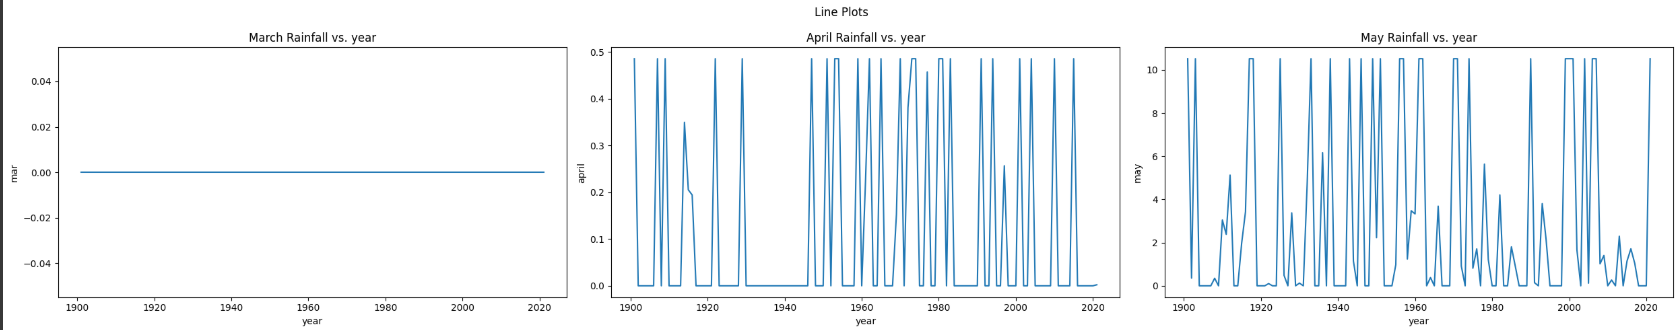 Line Plots
March Rainfall vs. year
April Rainfall vs. year
May Rainfall vs. year
mar
0.04
0.02
0.00
−0.02
−0.04
1900 1920 1940 1960 1980 2000 2020
year
april
0.5
0.4
0.3
0.2
0.1
0.0
1900 1920 1940 1960 1980 2000 2020
year
may
10
8
6
4
2
0
1900 1920 1940 1960 1980 2000 2020
year